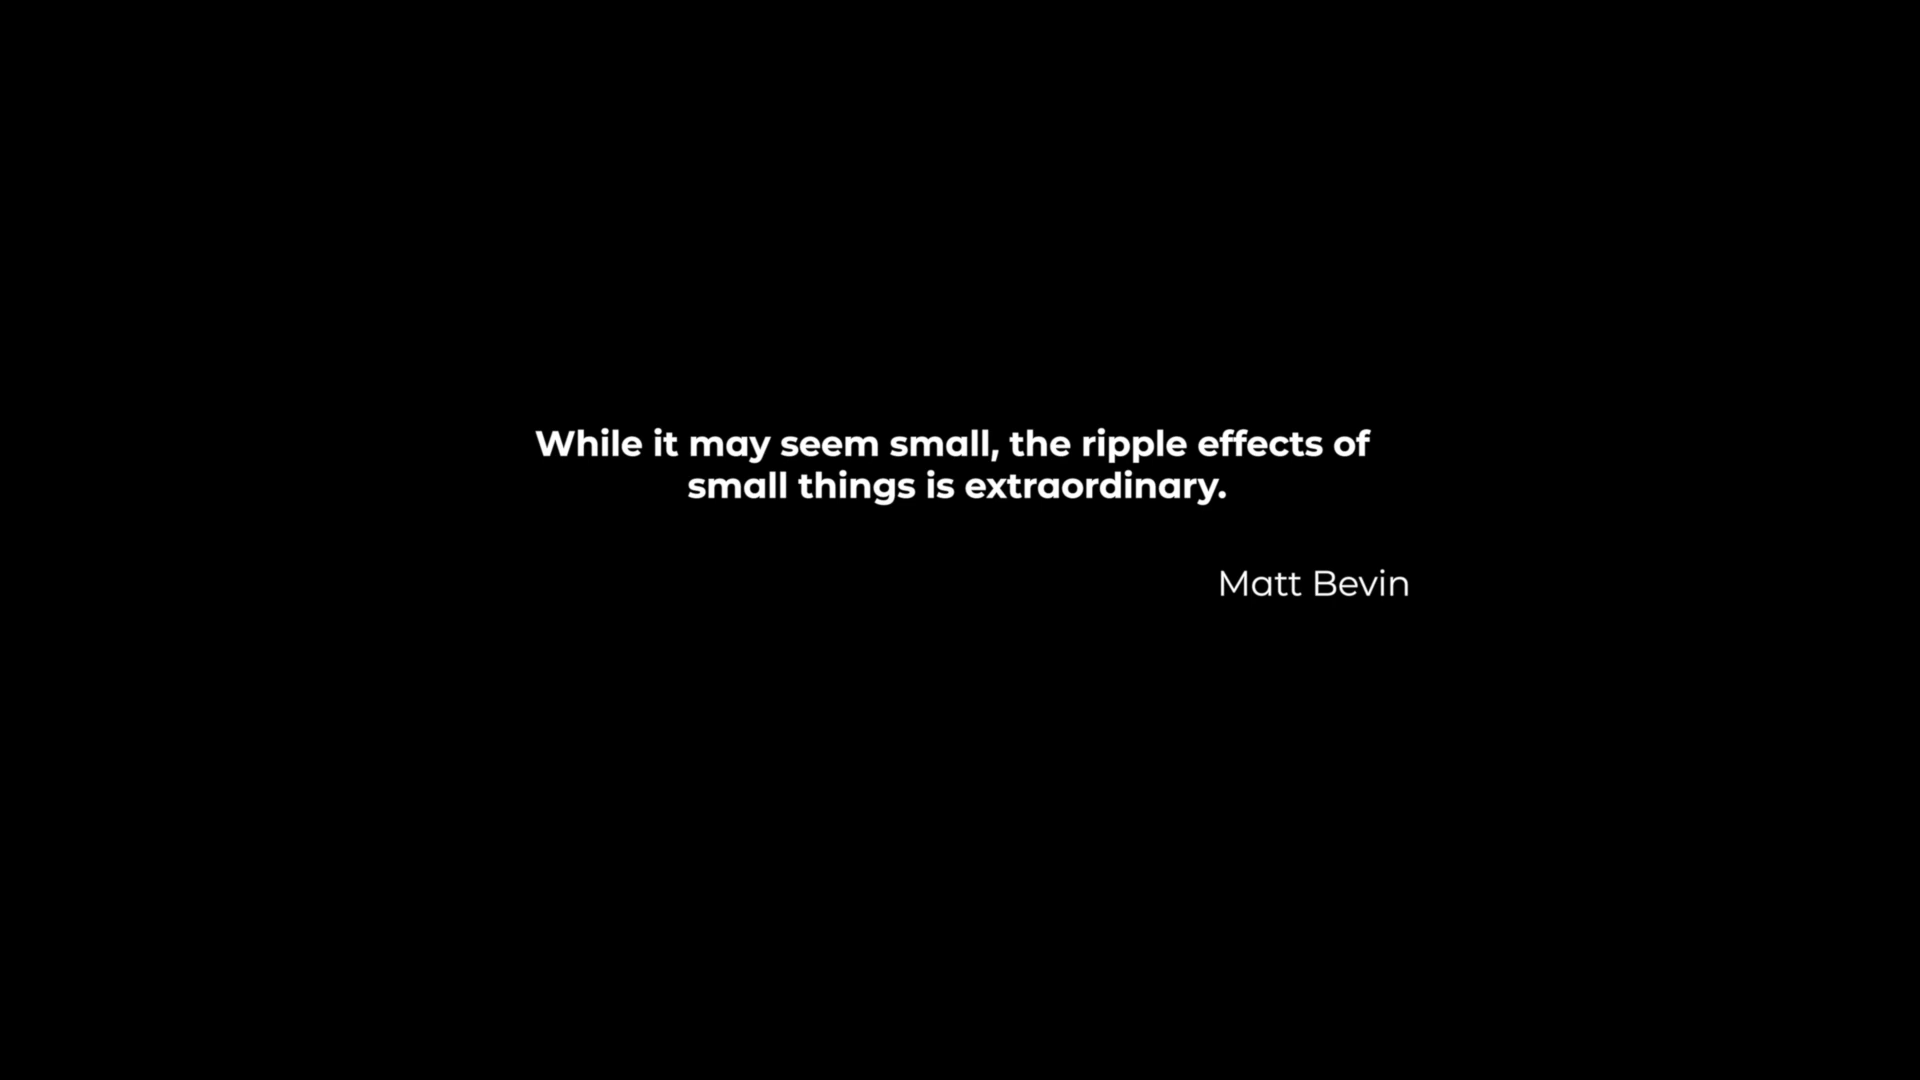 While it may seem small, the ripple effects of
small things is extraordinary.
Matt Bevin